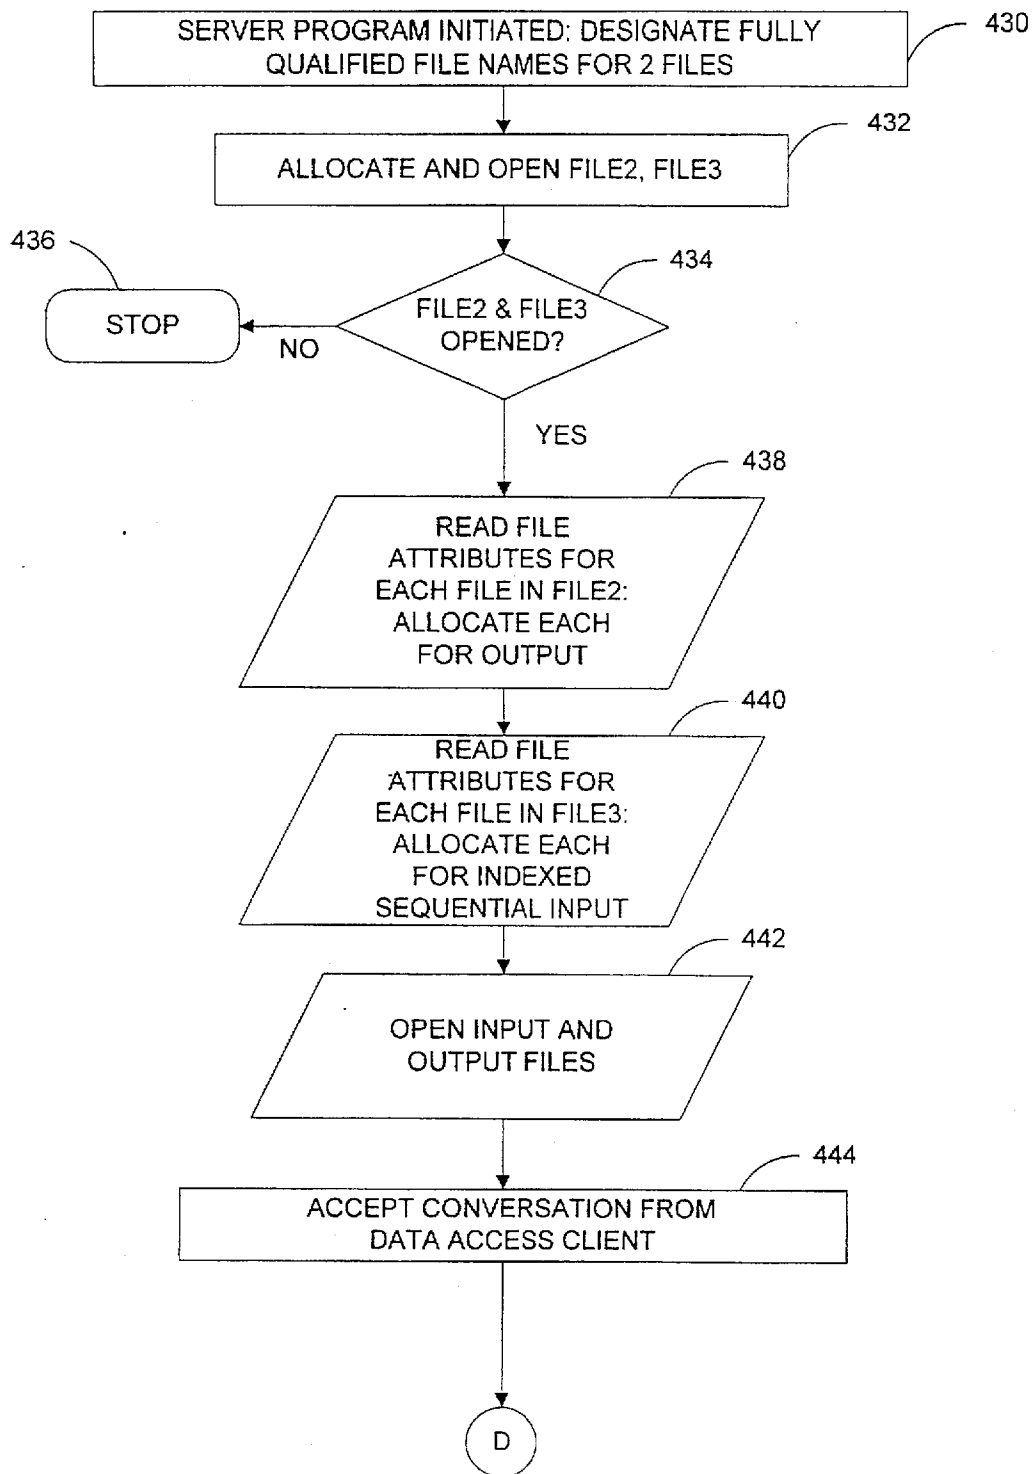 SERVER PROGRAM INITIATED: DESIGNATE FULLY
QUALIFIED FILE NAMES FOR 2 FILES
430
432
ALLOCATE AND OPEN FILE2, FILE3
436
434
STOP
FILE2 & FILE3
OPENED?
NO
YES
438
READ FILE
ATTRIBUTES FOR
EACH FILE IN FILE2:
ALLOCATE EACH
FOR OUTPUT
440
READ FILE
ATTRIBUTES FOR
EACH FILE IN FILE3:
ALLOCATE EACH
FOR INDEXED
SEQUENTIAL INPUT
442
OPEN INPUT AND
OUTPUT FILES
444
ACCEPT CONVERSATION FROM
DATA ACCESS CLIENT
D